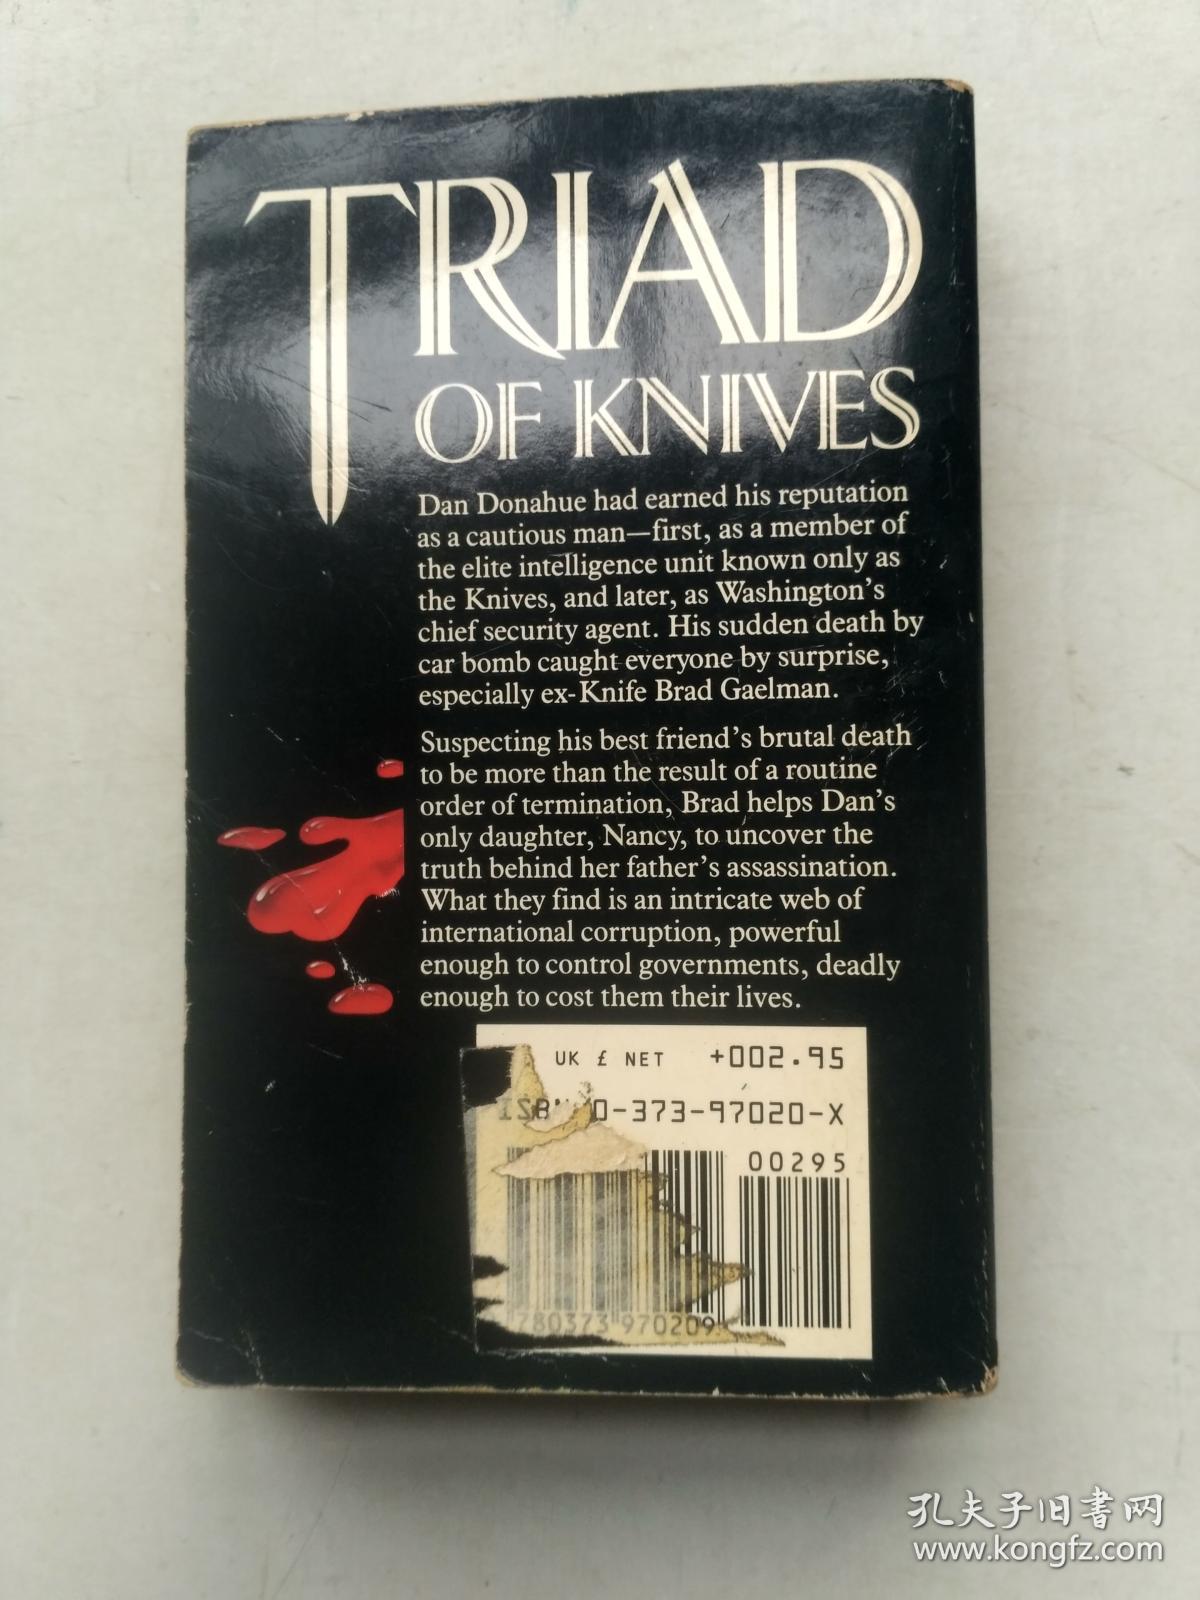 TRIAD
OF KNIVES
Dan Donahue had earned his reputation
as a cautious man—first, as a member of
the elite intelligence unit known only as
the Knives, and later, as Washington's
chief security agent. His sudden death by
car bomb caught everyone by surprise,
especially ex-Knife Brad Gaelman.
Suspecting his best friend's brutal death
to be more than the result of a routine
order of termination, Brad helps Dan's
only daughter, Nancy, to uncover the
truth behind her father's assassination.
What they find is an intricate web of
international corruption, powerful
enough to control governments, deadly
enough to cost them their lives.
UK £ NET +002.95
ISBN 0-373-97020-X
00295
780373 970209
孔夫子旧书网
www.kongfz.com